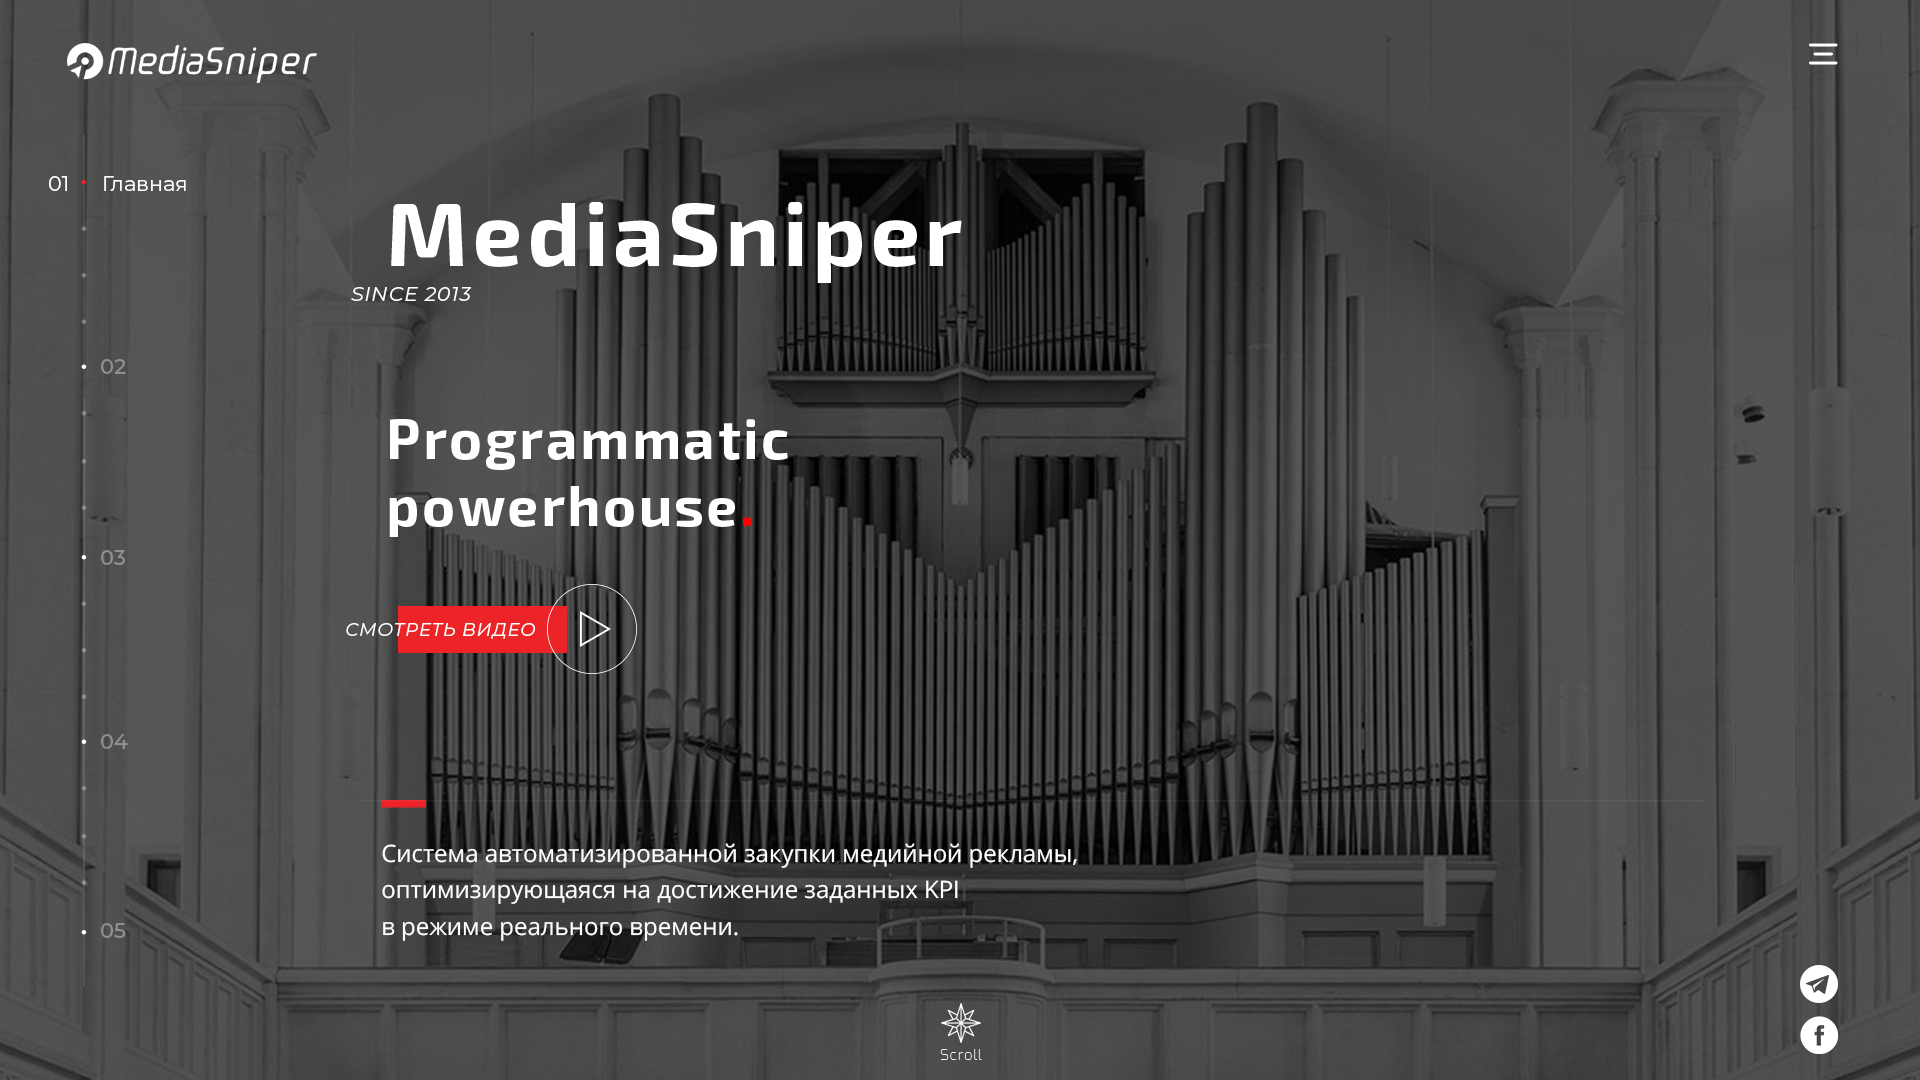 MediaSniper
01 Главная
MediaSniper
SINCE 2013
02
Programmatic
powerhouse.
03
СМОТРЕТЬ ВИДЕО
04
Система автоматизированной закупки медийной рекламы,
оптимизирующаяся на достижение заданных KPI
в режиме реального времени.
05
Scroll